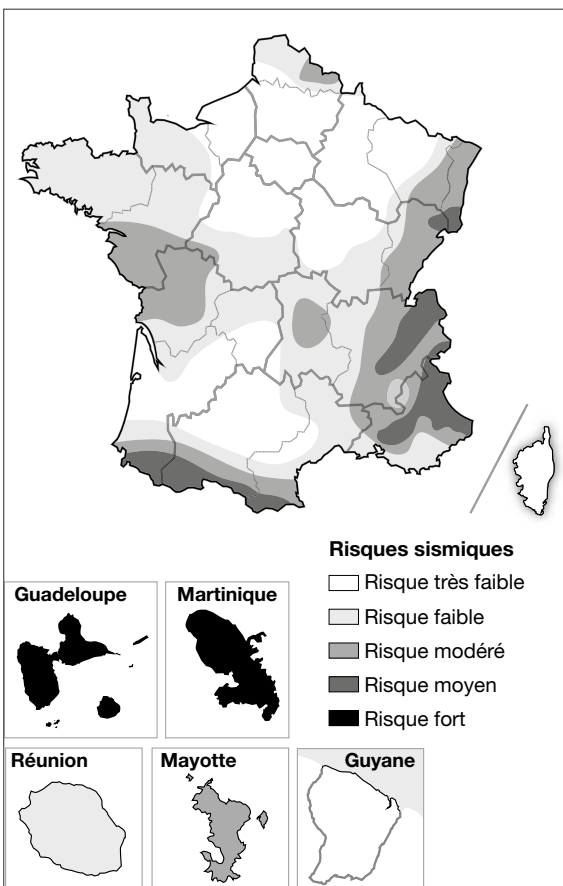 Risques sismiques
Risque très faible
Risque faible
Risque modéré
Risque moyen
Risque fort
Guadeloupe
Martinique
Réunion
Mayotte
Guyane